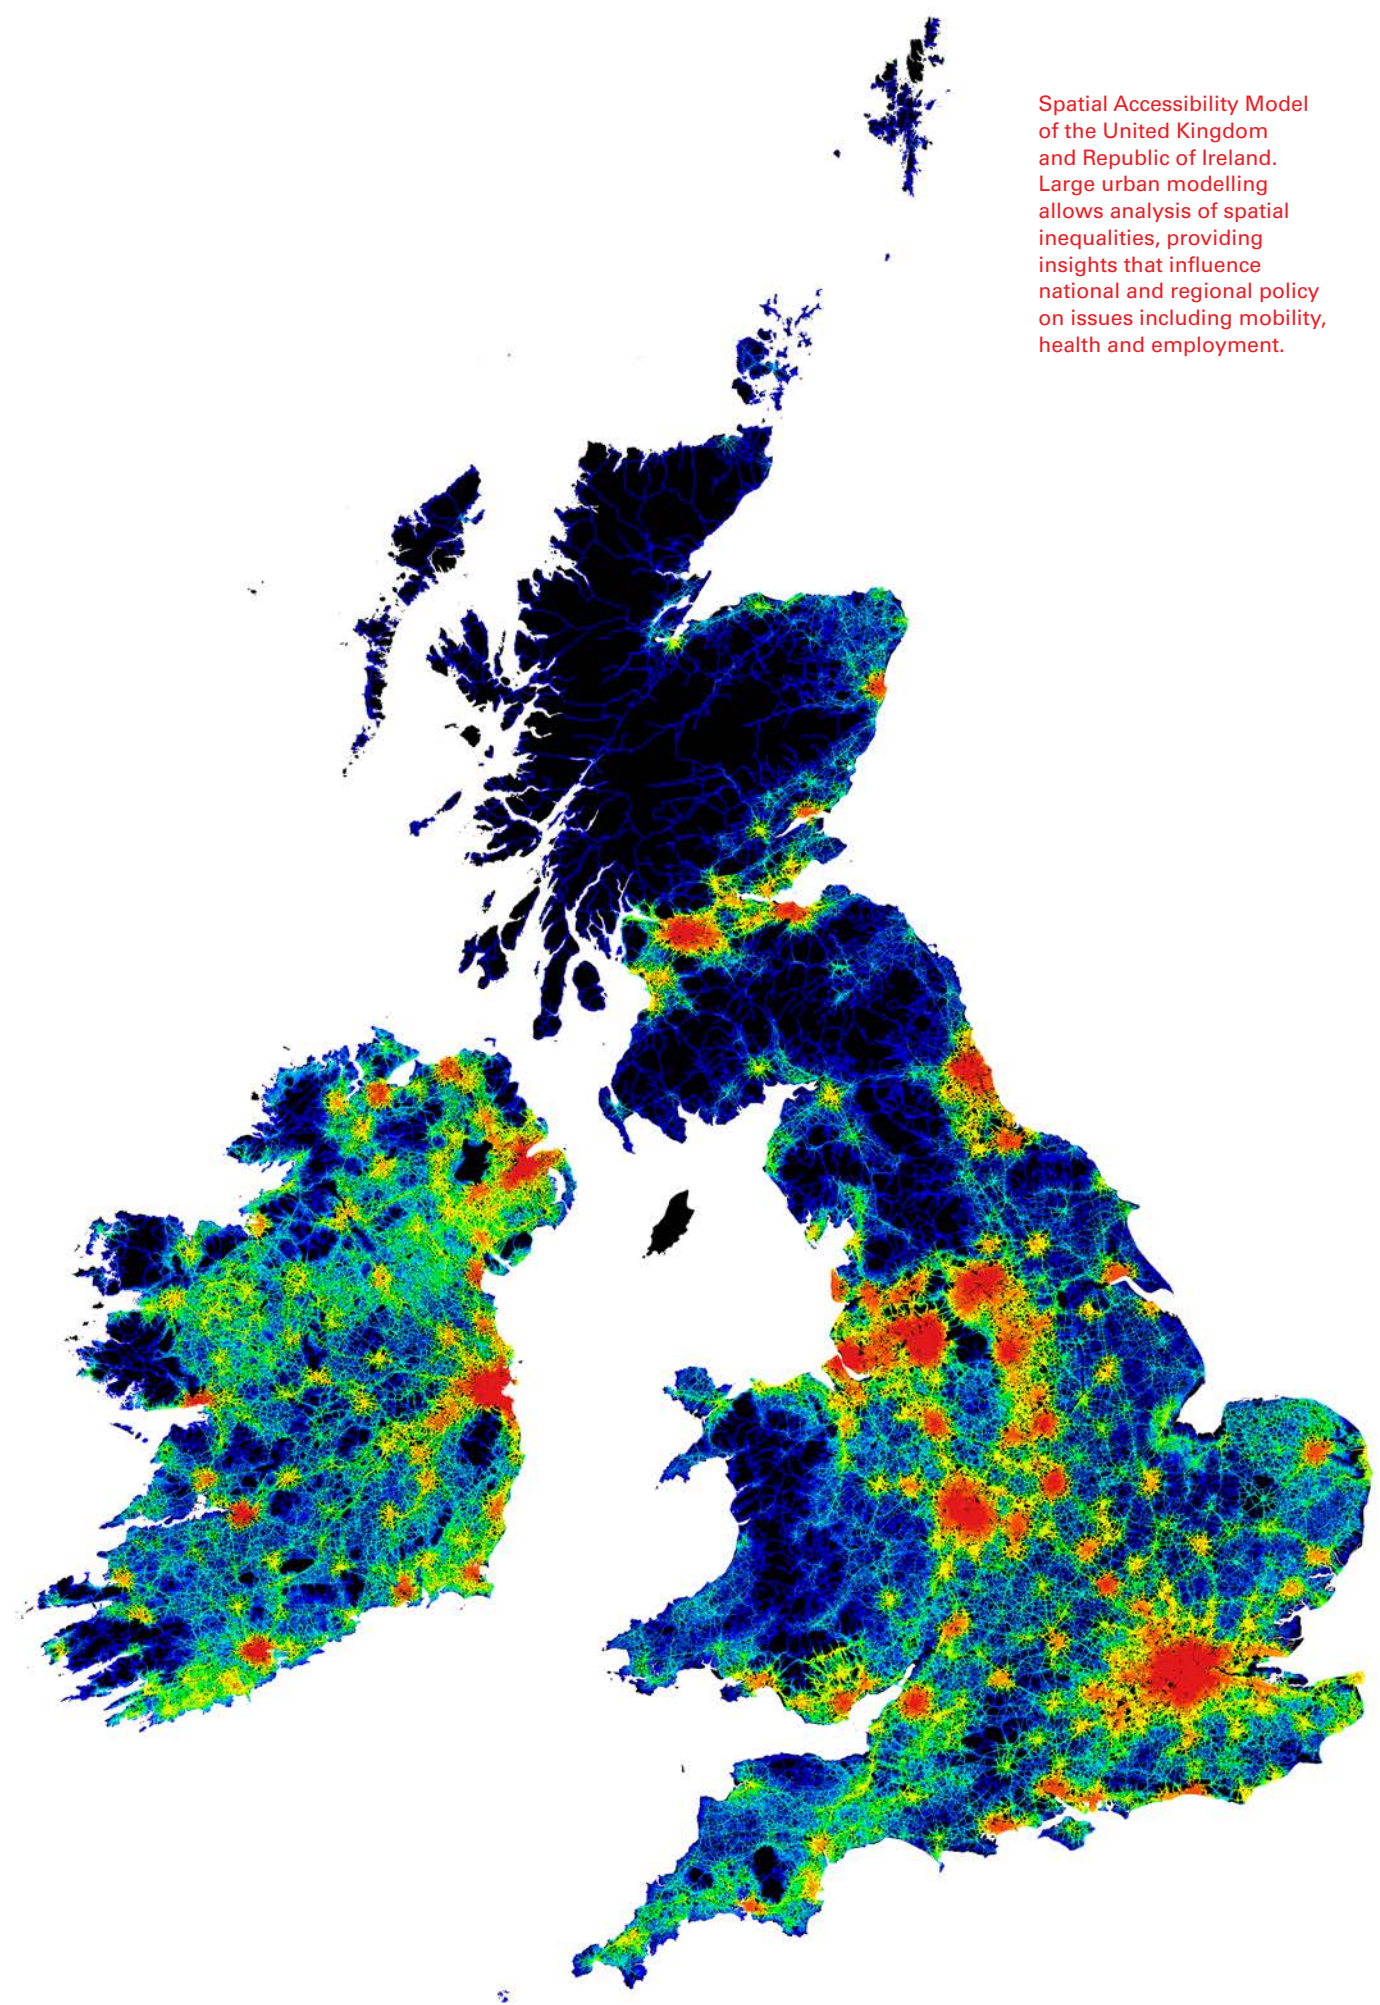 Spatial Accessibility Model
of the United Kingdom
and Republic of Ireland.
Large urban modelling
allows analysis of spatial
inequalities, providing
insights that influence
national and regional policy
on issues including mobility,
health and employment.